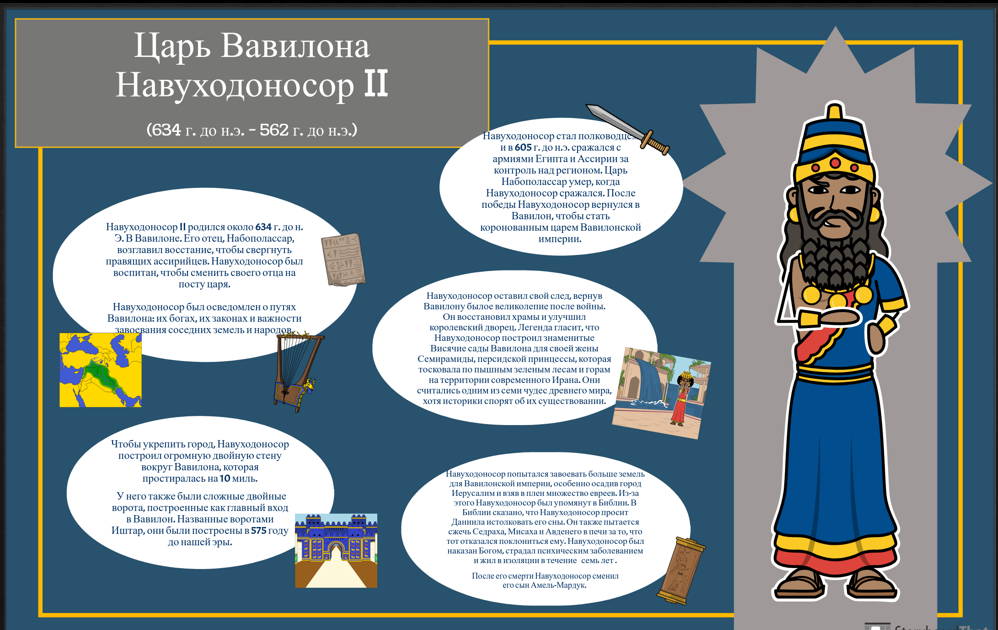 Царь Вавилона
Навуходоносор II
(634 г. до н.э. - 562 г. до н.э.)
Навуходоносор стал полководцем
и в 605 г. до н.э. сражался с
армиями Египта и Ассирии за
контроль над регионом. Царь
Набополассар умер, когда
Навуходоносор сражался. После
победы Навуходоносор вернулся в
Вавилон, чтобы стать
коронованным царем Вавилонской
империи.
Навуходоносор II родился около 634 г. до н.
Э. В Вавилоне. Его отец, Набополассар,
возглавил восстание, чтобы свергнуть
правящих ассирийцев. Навуходоносор был
воспитан, чтобы сменить своего отца на
посту царя.
Навуходоносор был осведомлен о путях
Вавилона: их богах, их законах и важности
завоевания соседних земель и народов.
Навуходоносор оставил свой след, вернув
Вавилону былое великолепие после войны.
Он восстановил храмы и улучшил
королевский дворец. Легенда гласит, что
Навуходоносор построил знаменитые
Висячие сады Вавилона для своей жены
Семирамиды, персидской принцессы, которая
тосковала по пышным зеленым лесам и горам
на территории современного Ирана. Они
считались одним из семи чудес древнего мира,
хотя историки спорят об их существовании.
Чтобы укрепить город, Навуходоносор
построил огромную двойную стену
вокруг Вавилона, которая
простиралась на 10 миль.
У него также были сложные двойные
ворота, построенные как главный вход
в Вавилон. Названные воротами
Иштар, они были построены в 575 году
до нашей эры.
Навуходоносор попытался завоевать больше земель
для Вавилонской империи, особенно осадив город
Иерусалим и взяв в плен множество евреев. Из-за
этого Навуходоносор был упомянут в Библии. В
Библии сказано, что Навуходоносор просит
Даниила истолковать его сны. Он также пытается
сжечь Седраха, Мисаха и Авденего в печи за то, что
тот отказался поклониться ему. Навуходоносор был
наказан Богом, страдал психическим заболеванием
и жил в изоляции в течение семь лет .
После его смерти Навуходоносор сменил
его сын Амель-Мардук.